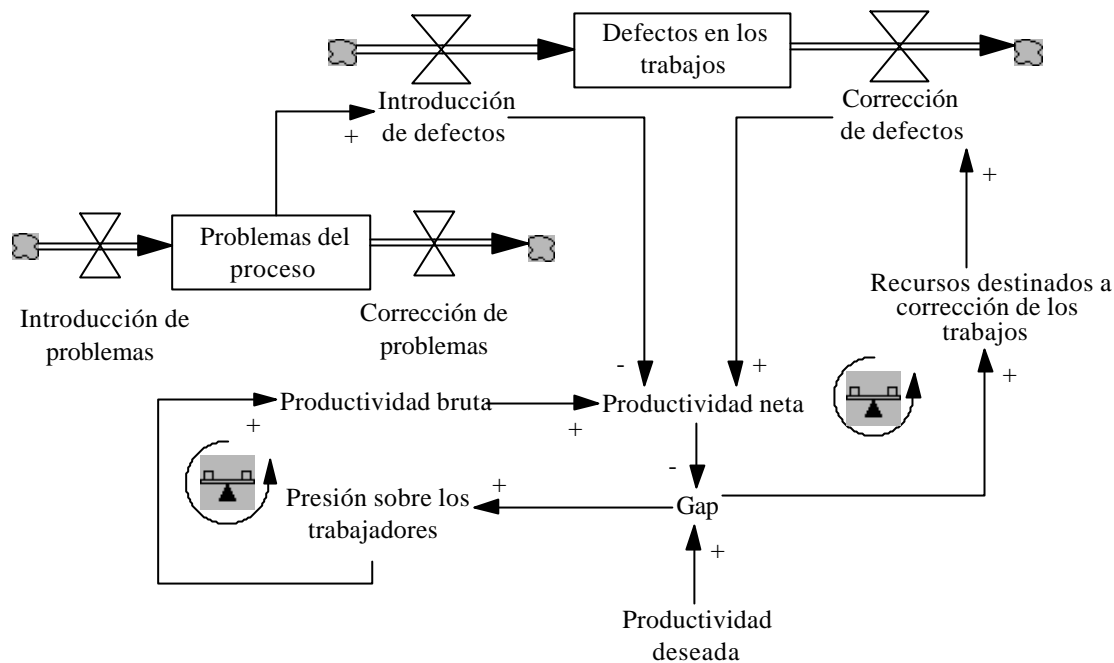 Defectos en los
trabajos
Introducción
de defectos
Corrección
de defectos
+
+
Problemas del
proceso
Introducción de
problemas
Corrección de
problemas
Recursos destinados a
corrección de los
trabajos
-
+
+
Productividad bruta
Productividad neta
+
+
-
Presión sobre los
trabajadores
+
Gap
+
Productividad
deseada